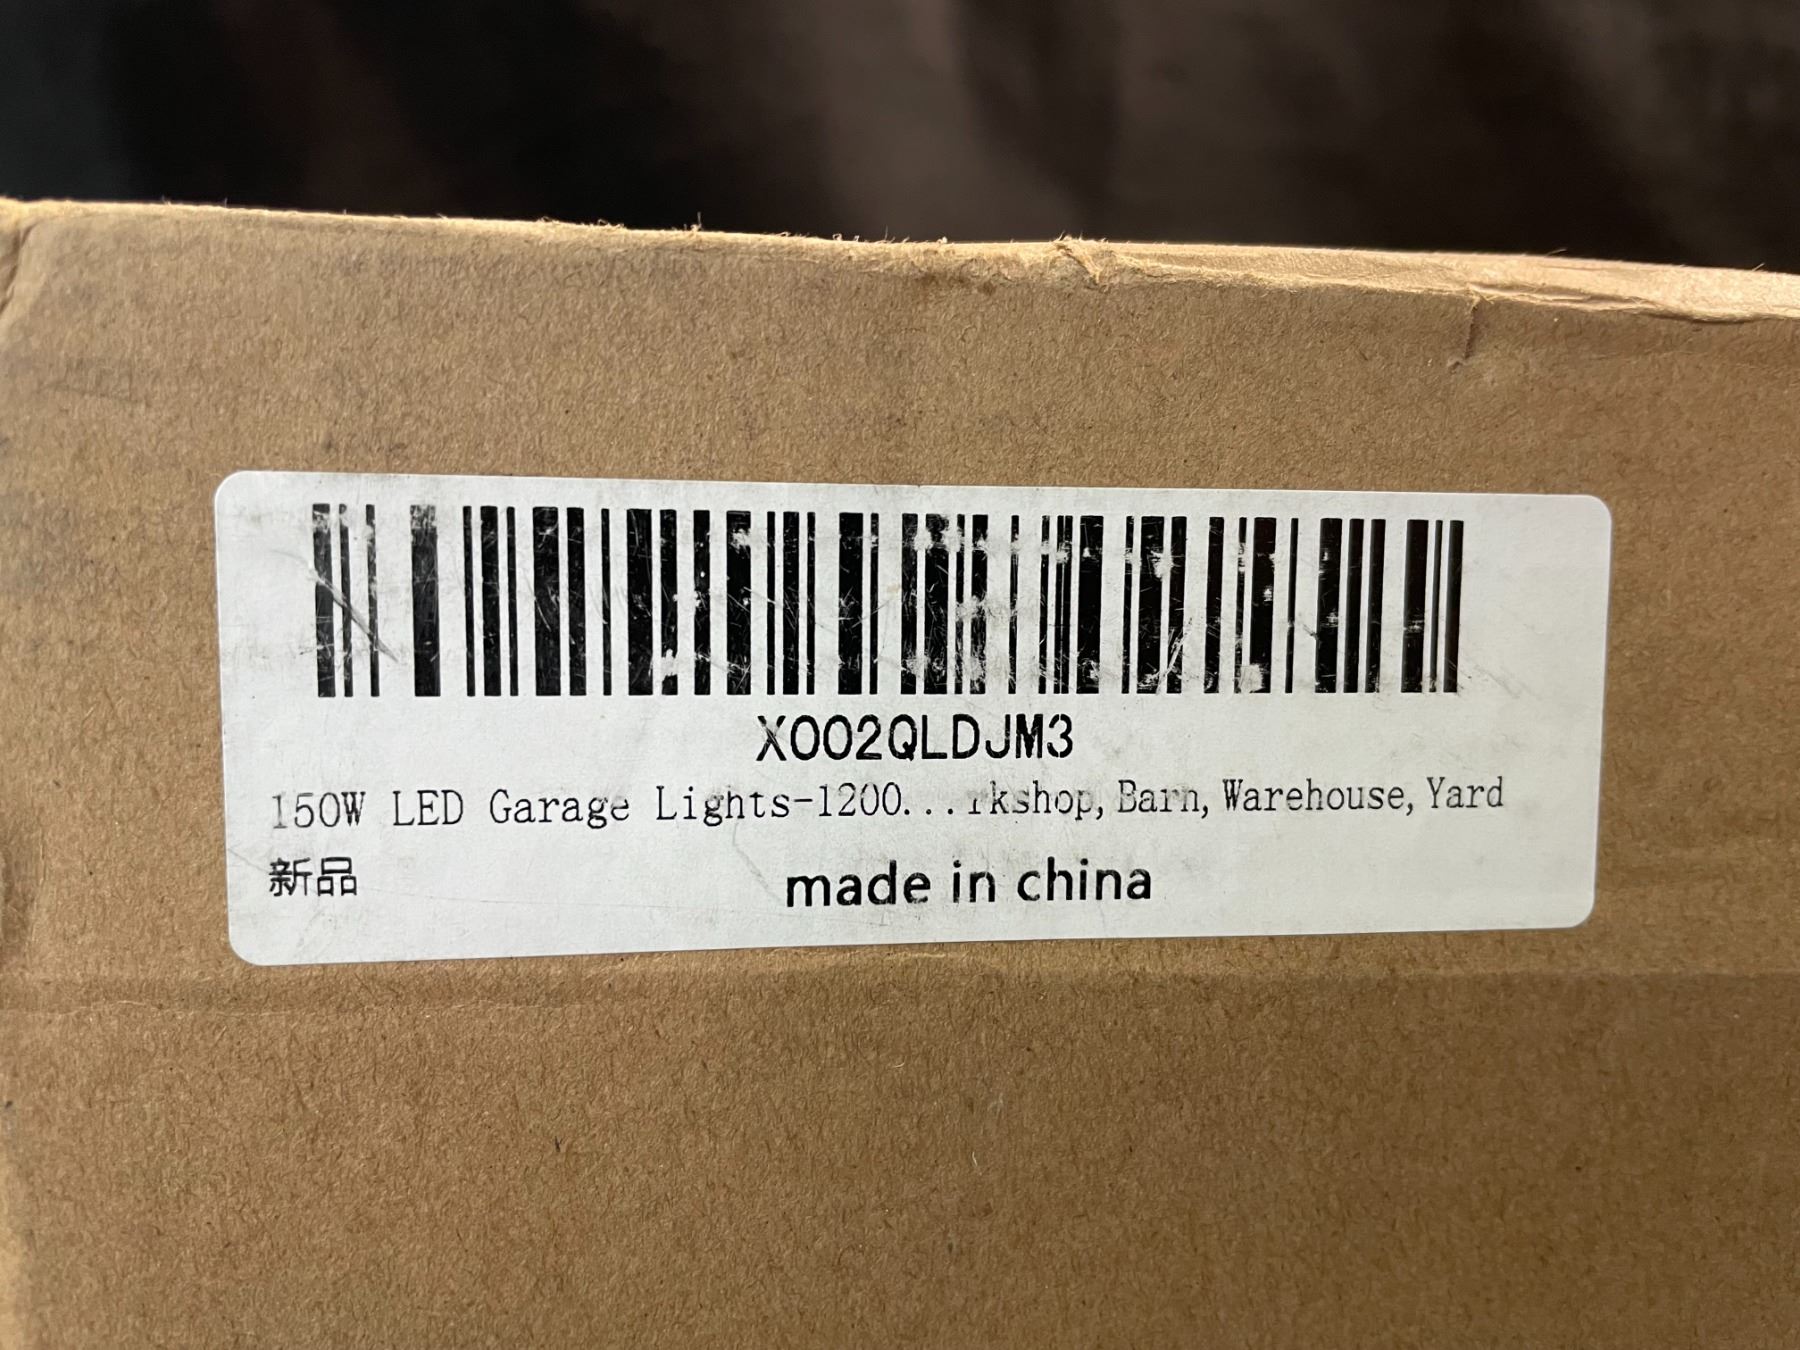 X002QLDJM3
150W LED Garage Lights-1200...rkshop, Barn, Warehouse, Yard
新品
made in china